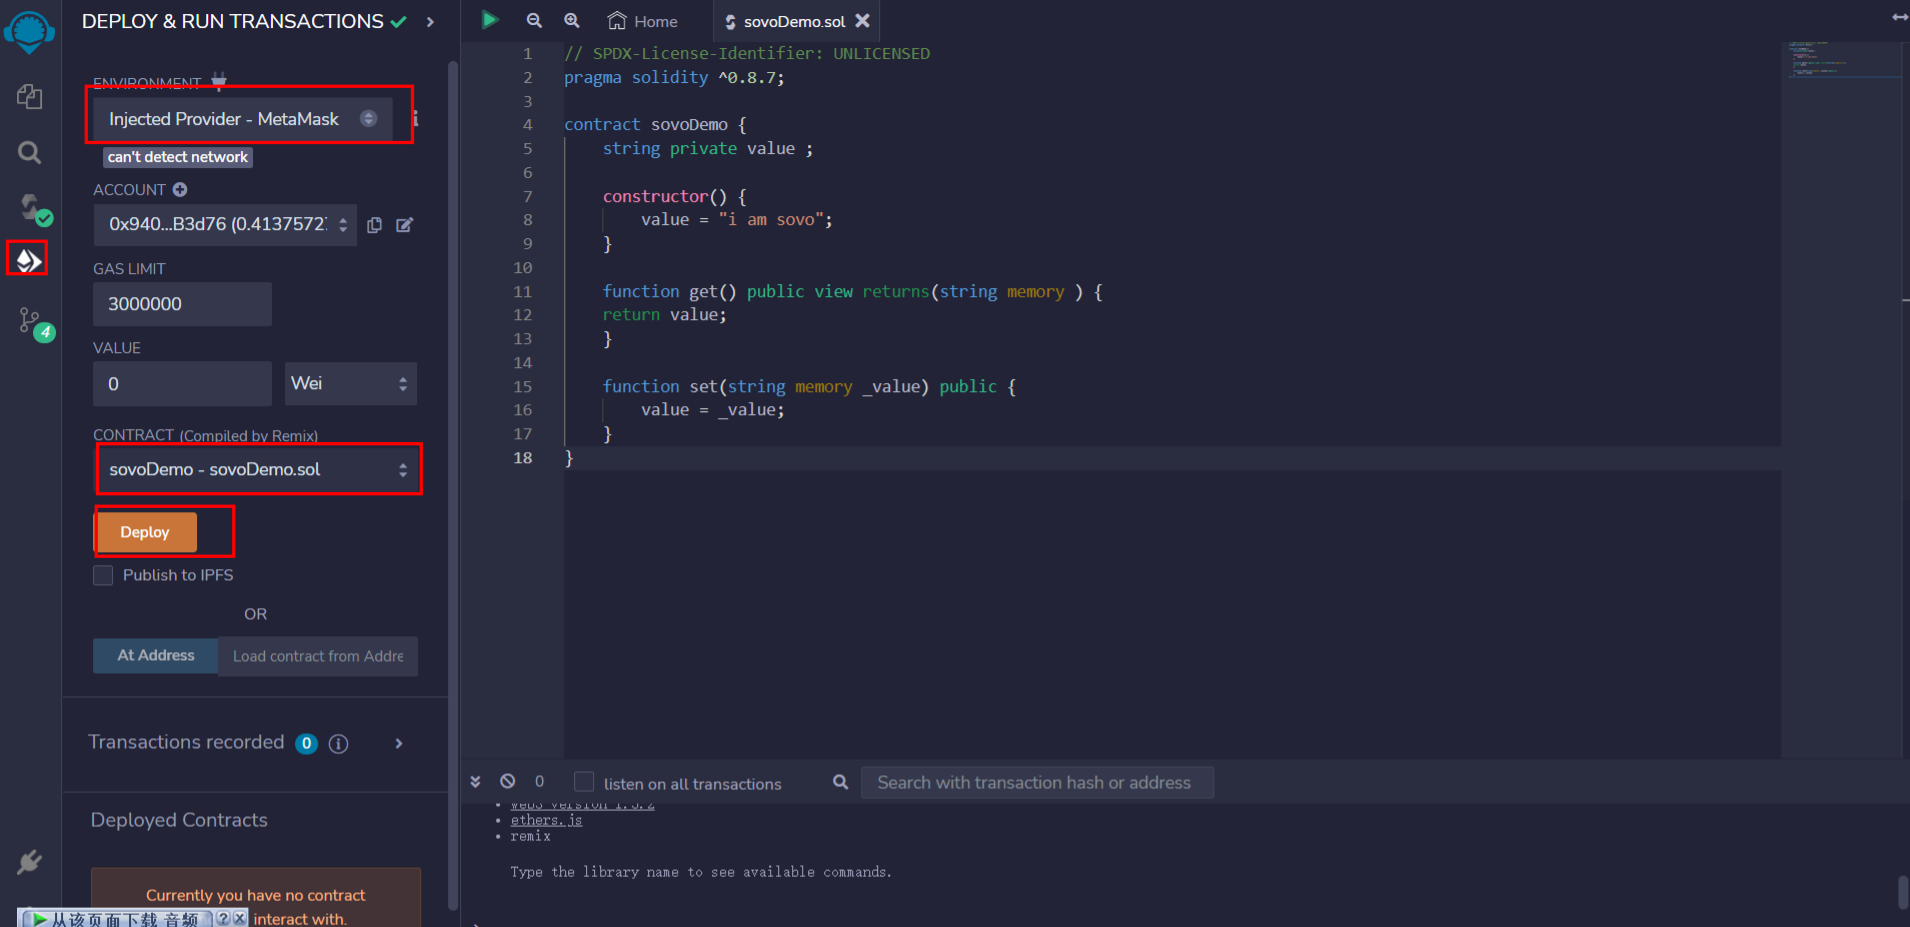 DEPLOY & RUN TRANSACTIONS
ENVIRONMENT
Injected Provider - MetaMask
can't detect network
ACCOUNT
0x940...B3d76 (0.4137572
GAS LIMIT
3000000
VALUE
0
Wei
CONTRACT (Compiled by Remix)
sovoDemo - sovoDemo.sol
Deploy
Publish to IPFS
OR
At Address
Load contract from Addre
Transactions recorded 0
Deployed Contracts
Currently you have no contract
interact with.
从该页面下载 音频 ? X
4
Home
sovoDemo.sol
1 // SPDX-License-Identifier: UNLICENSED
2 pragma solidity ^0.8.7;
3
4 contract sovoDemo {
5 string private value ;
6
7 constructor() {
8 value = "i am sovo";
9 }
10
11 function get() public view returns(string memory ) {
12 return value;
13 }
14
15 function set(string memory _value) public {
16 value = _value;
17 }
18 }
0
listen on all transactions
Search with transaction hash or address
• web3 version 1.5.2
• ethers.js
• remix
Type the library name to see available commands.